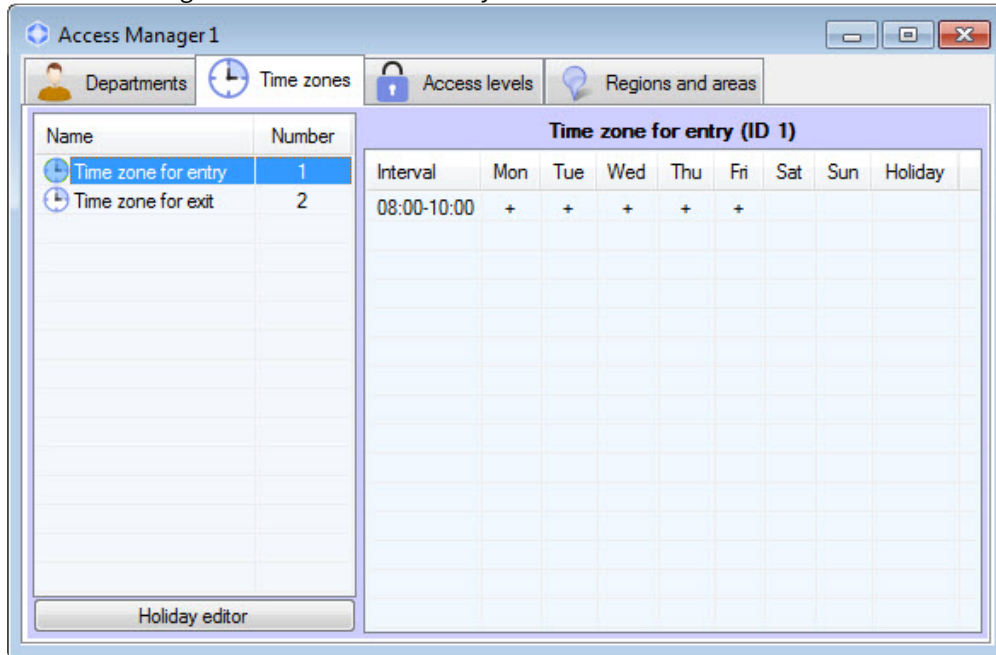 Access Manager 1
Departments Time zones Access levels Regions and areas
Name Number
Time zone for entry 1
Time zone for exit 2
Holiday editor
Time zone for entry (ID 1)
Interval Mon Tue Wed Thu Fri Sat Sun Holiday
08:00-10:00 + + + + +